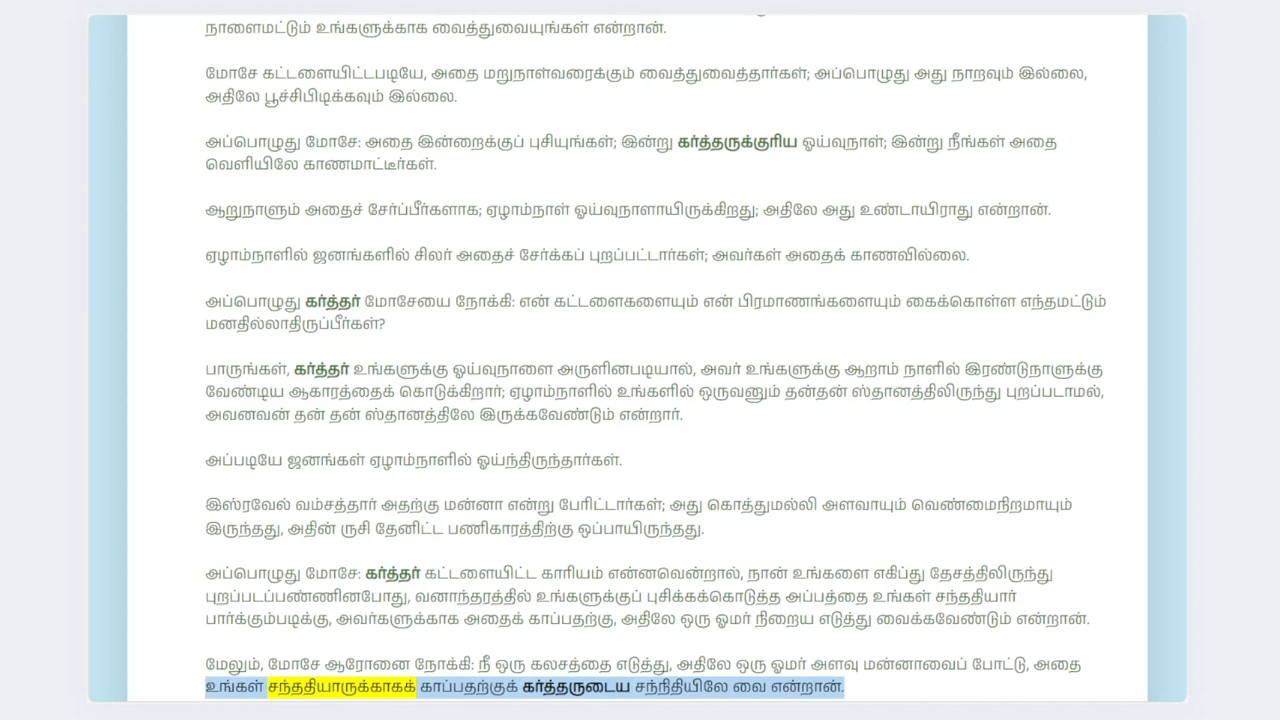 நாளைமட்டும் உங்களுக்காக வைத்துவையுங்கள் என்றான்.
மோசே கட்டளையிட்டபடியே, அதை மறுநாள்வரைக்கும் வைத்துவைத்தார்கள்; அப்பொழுது அது நாறவும் இல்லை,
அதிலே பூச்சிபிடிக்கவும் இல்லை.
அப்பொழுது மோசே: அதை இன்றைக்குப் புசியுங்கள்; இன்று கர்த்தருக்குரிய ஓய்வுநாள்; இன்று நீங்கள் அதை
வெளியிலே காணமாட்டீர்கள்.
ஆறுநாளும் அதைச் சேர்ப்பீர்களாக; ஏழாம்நாள் ஓய்வுநாளாயிருக்கிறது; அதிலே அது உண்டாயிராது என்றான்.
ஏழாம்நாளில் ஜனங்களில் சிலர் அதைச் சேர்க்கப் புறப்பட்டார்கள்; அவர்கள் அதைக் காணவில்லை.
அப்பொழுது கர்த்தர் மோசேயை நோக்கி: என் கட்டளைகளையும் என் பிரமாணங்களையும் கைக்கொள்ள எந்தமட்டும்
மனதில்லாதிருப்பீர்கள்?
பாருங்கள், கர்த்தர் உங்களுக்கு ஓய்வுநாளை அருளினபடியால், அவர் உங்களுக்கு ஆறாம் நாளில் இரண்டுநாளுக்கு
வேண்டிய ஆகாரத்தைக் கொடுக்கிறார்; ஏழாம்நாளில் உங்களில் ஒருவனும் தன்தன் ஸ்தானத்திலிருந்து புறப்படாமல்,
அவனவன் தன் தன் ஸ்தானத்திலே இருக்கவேண்டும் என்றார்.
அப்படியே ஜனங்கள் ஏழாம்நாளில் ஓய்ந்திருந்தார்கள்.
இஸ்ரவேல் வம்சத்தார் அதற்கு மன்னா என்று பேரிட்டார்கள்; அது கொத்துமல்லி அளவாயும் வெண்மைநிறமாயும்
இருந்தது, அதின் ருசி தேனிட்ட பணிகாரத்திற்கு ஒப்பாயிருந்தது.
அப்பொழுது மோசே: கர்த்தர் கட்டளையிட்ட காரியம் என்னவென்றால், நான் உங்களை எகிப்து தேசத்திலிருந்து
புறப்படப்பண்ணினபோது, வனாந்தரத்தில் உங்களுக்குப் புசிக்கக்கொடுத்த அப்பத்தை உங்கள் சந்ததியார்
பார்க்கும்படிக்கு, அவர்களுக்காக அதைக் காப்பதற்கு, அதிலே ஒரு ஓமர் நிறைய எடுத்து வைக்கவேண்டும் என்றான்.
மேலும், மோசே ஆரோனை நோக்கி: நீ ஒரு கலசத்தை எடுத்து, அதிலே ஒரு ஓமர் அளவு மன்னாவைப் போட்டு, அதை
உங்கள் சந்ததியாருக்காகக் காப்பதற்குக் கர்த்தருடைய சந்நிதியிலே வை என்றான்.